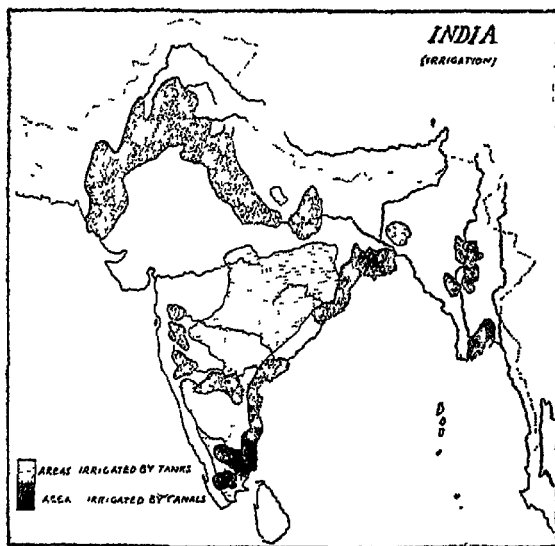 INDIA
(IRRIGATION)
AREAS IRRIGATED BY TANKS
AREA IRRIGATED BY CANALS